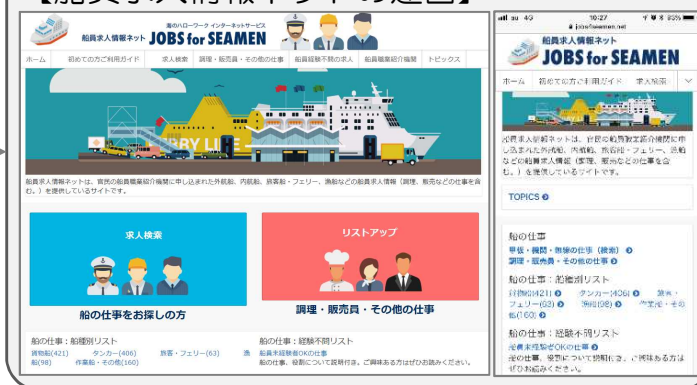 【船員求人情報ネットの運営】
船員求人情報ネット
海のハローワーク インターネットサービス
JOBS for SEAMEN
ホーム 初めての方ご利用ガイド 求人検索 調理・販売員・その他の仕事 船員経験不問の求人 船員職業紹介機関 トピックス
船員求人情報ネットは、官民の船員職業紹介機関に申し込まれた外航船、内航船、旅客船・フェリー、漁船などの船員求人情報（調理、販売などの仕事を含
む。）を提供しているサイトです。
求人検索
リストアップ
船の仕事をお探しの方
調理・販売員・その他の仕事
船の仕事：船種別リスト
貨物船(421) タンカー(406) 旅客・フェリー(63) 漁
船(98) 作業船・その他(160)
船の仕事：経験不問リスト
船員未経験者OKの仕事
船の仕事、役割について説明付き。ご興味ある方はぜひお読みください。
au 4G 10:27 93%
jobsforseamen.net
船員求人情報ネット
JOBS for SEAMEN
ホーム 初めての方ご利用ガイド 求人検索
船員求人情報ネットは、官民の船員職業紹介機関に申
し込まれた外航船、内航船、旅客船・フェリー、漁船
などの船員求人情報（調理、販売などの仕事を含
む。）を提供しているサイトです。
TOPICS
船の仕事
甲板・機関・無線の仕事（検索）
調理・販売員・その他の仕事
船の仕事：船種別リスト
貨物船(421) タンカー(406) 旅客・
フェリー(63) 漁船(98) 作業船・その
他(160)
船の仕事：経験不問リスト
船員未経験者OKの仕事
船の仕事、役割について説明付き。ご興味ある方は
ぜひお読みください。